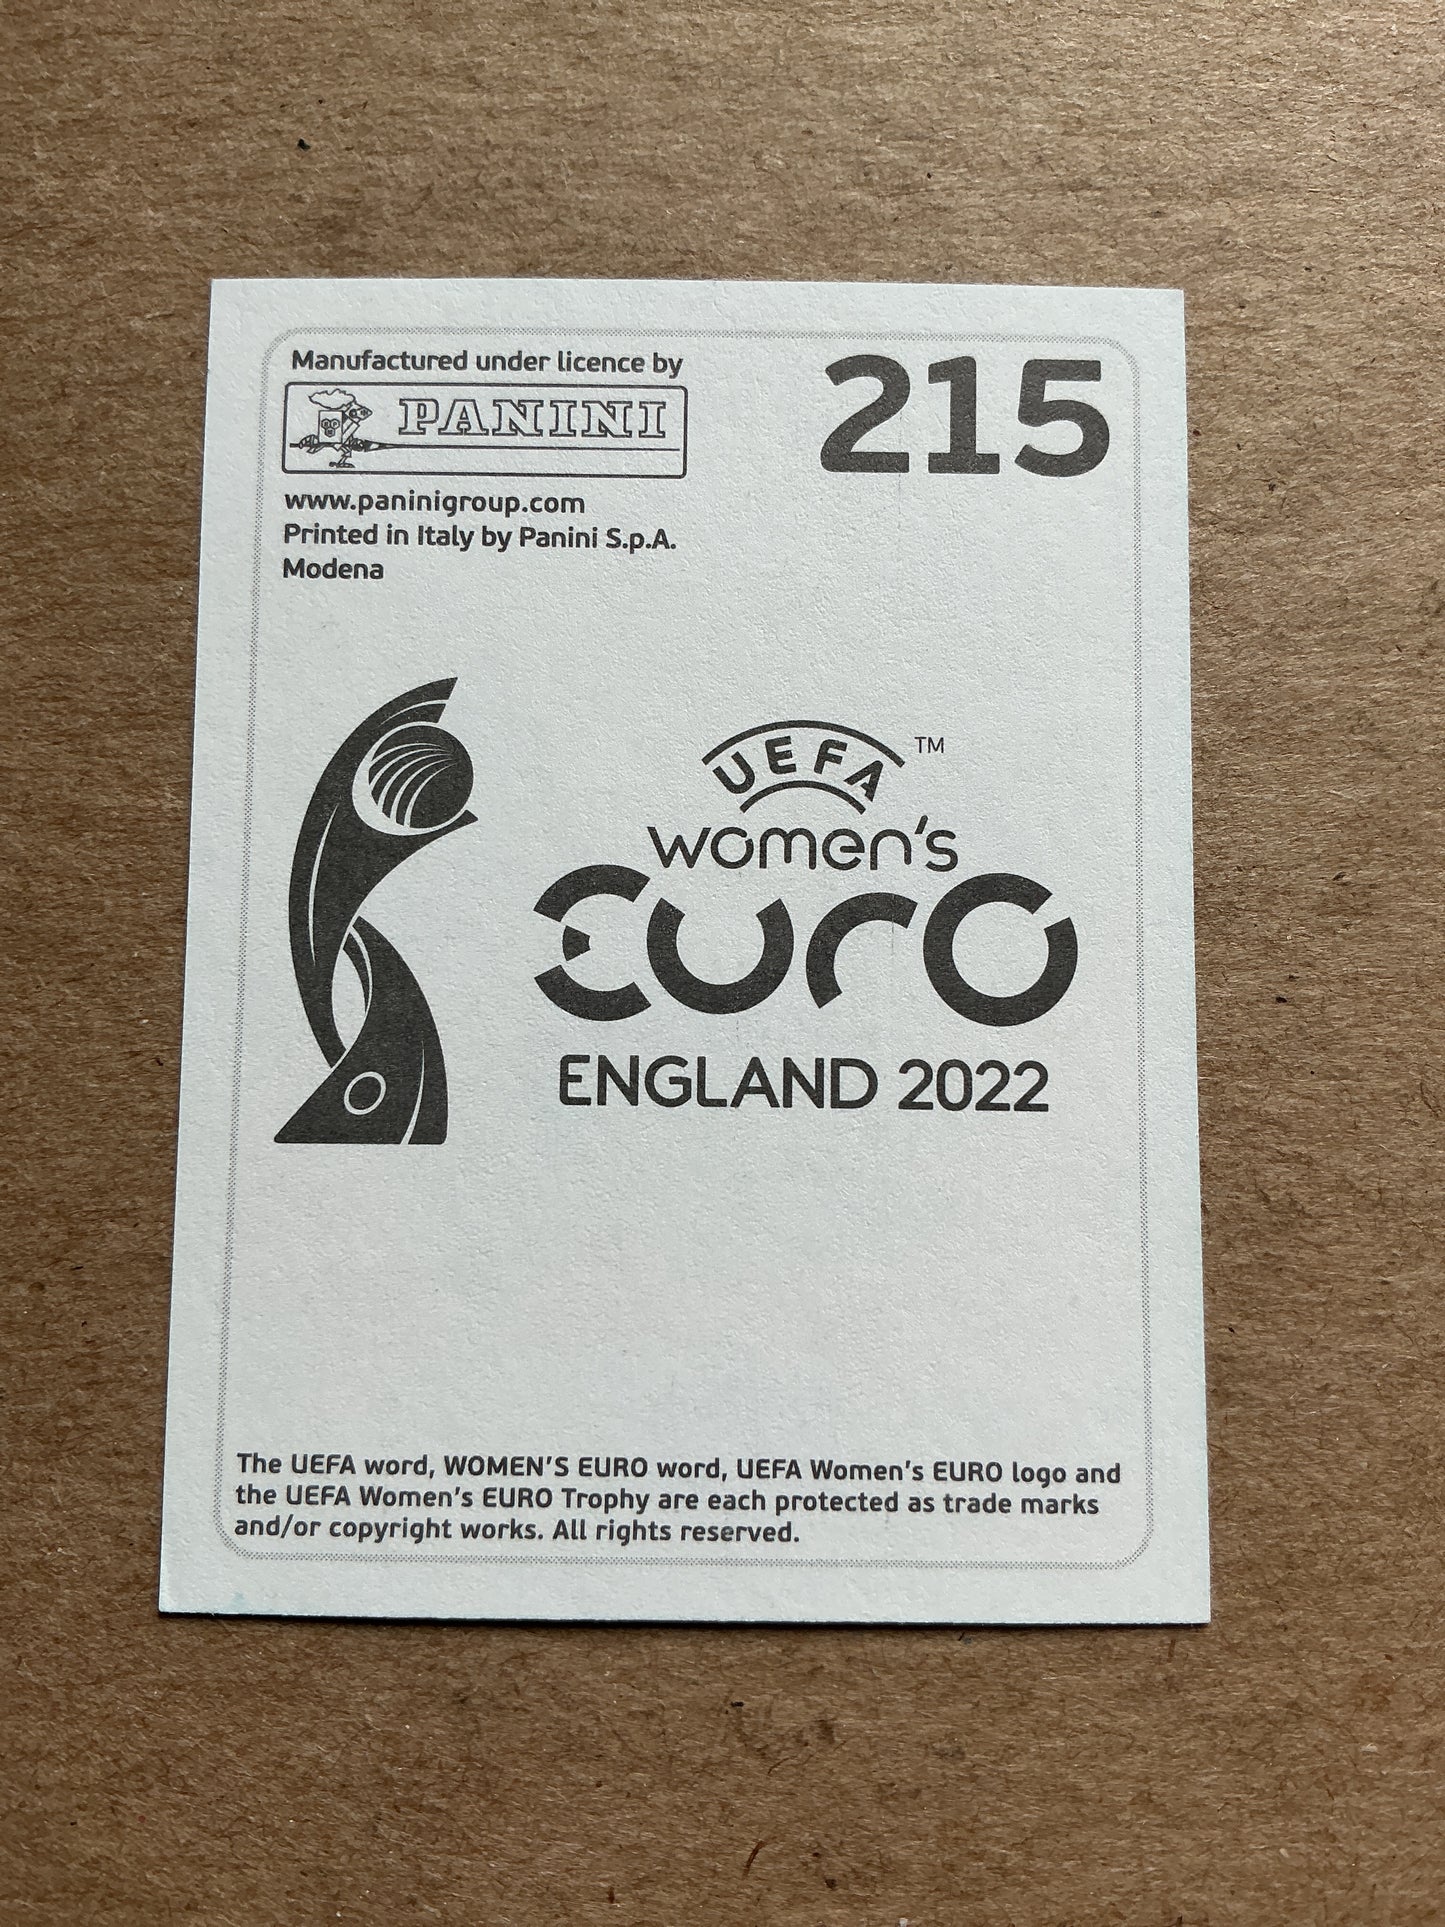 Manufactured under licence by
PANINI
215
www.paninigroup.com
Printed in Italy by Panini S.p.A.
Modena
UEFA TM
women's
EURO
ENGLAND 2022
The UEFA word, WOMEN'S EURO word, UEFA Women's EURO logo and
the UEFA Women's EURO Trophy are each protected as trade marks
and/or copyright works. All rights reserved.